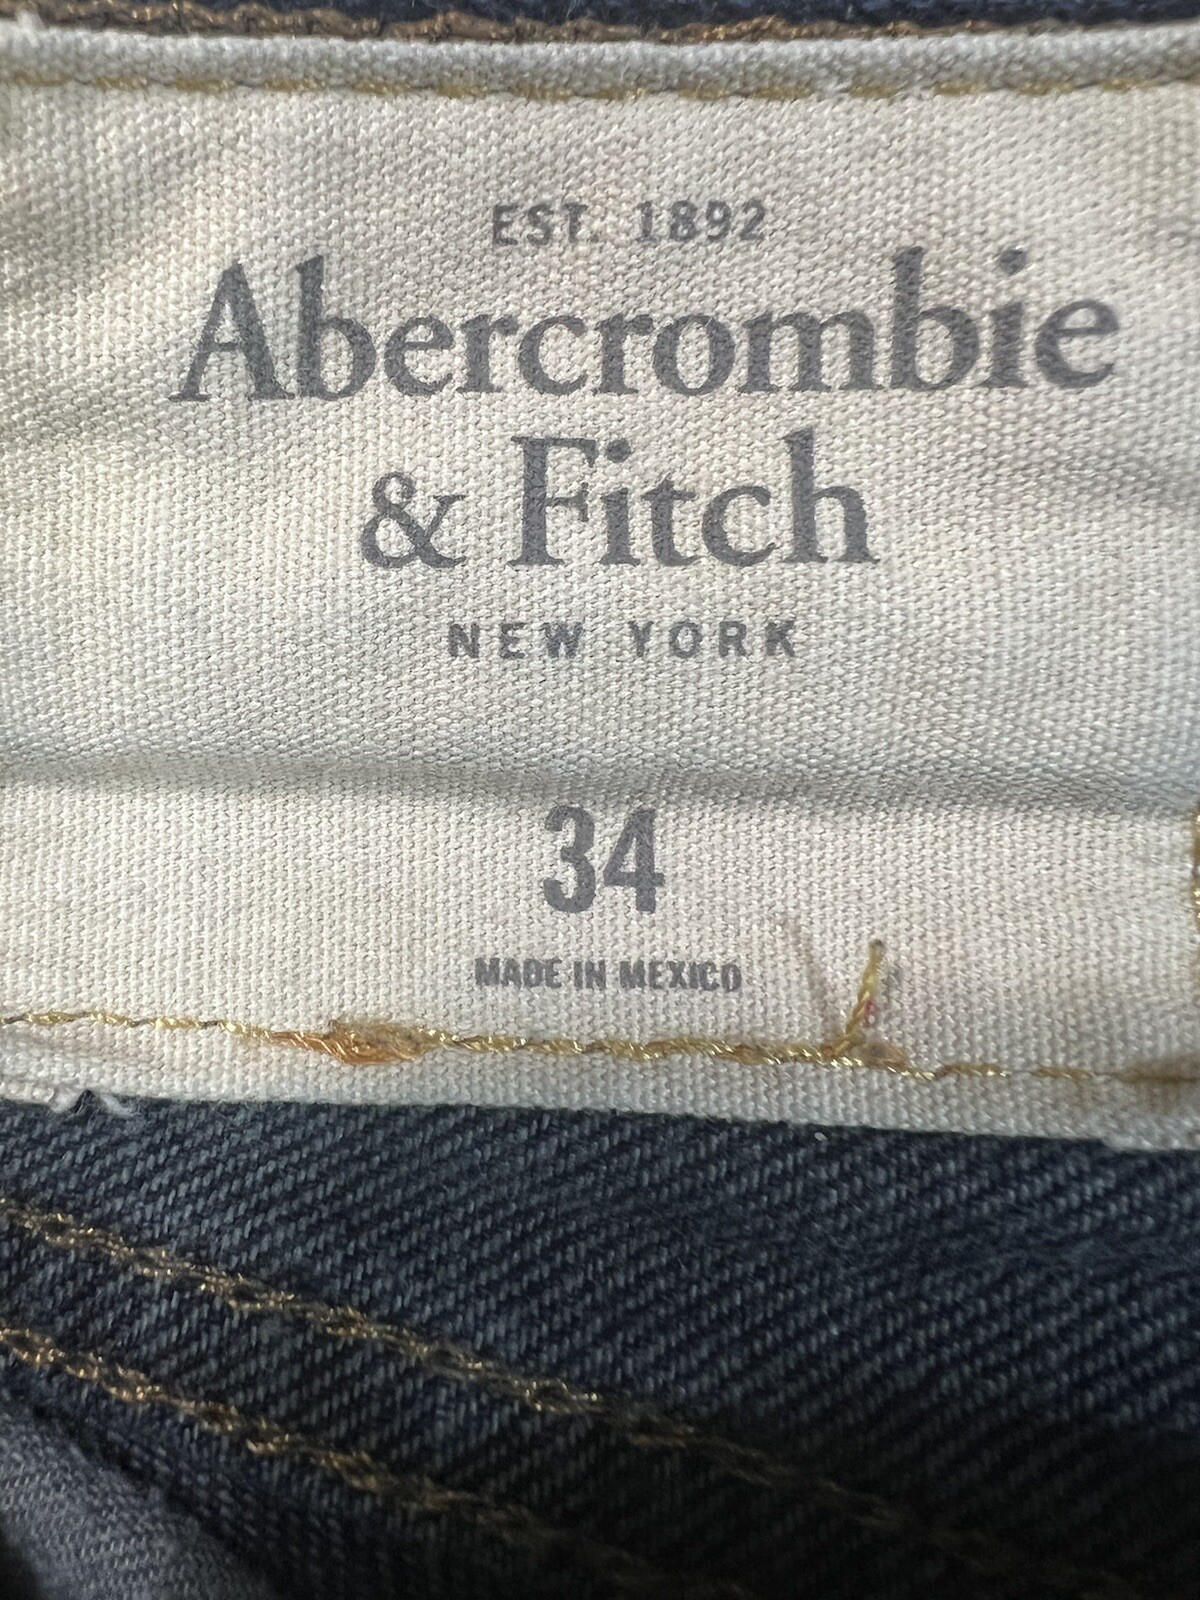 EST. 1892
Abercrombie
& Fitch
NEW YORK
34
MADE IN MEXICO